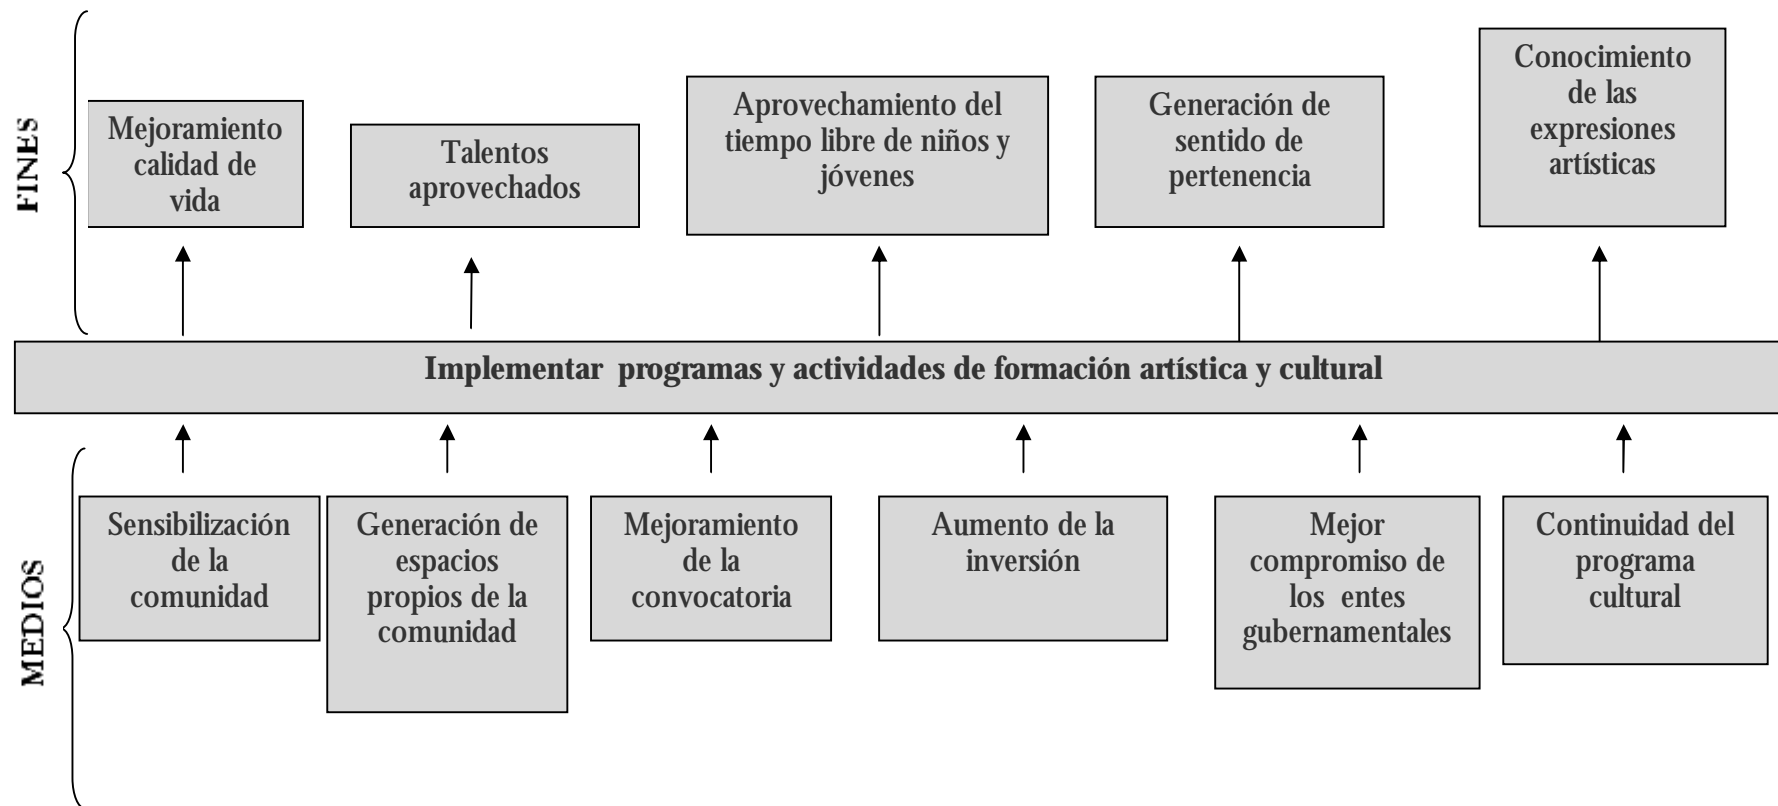 FINES
Mejoramiento
calidad de
vida
Talentos
aprovechados
Aprovechamiento del
tiempo libre de niños y
jóvenes
Generación de
sentido de
pertenencia
Conocimiento
de las
expresiones
artísticas
Implementar programas y actividades de formación artística y cultural
MEDIOS
Sensibilización
de la
comunidad
Generación de
espacios
propios de la
comunidad
Mejoramiento
de la
convocatoria
Aumento de la
inversión
Mejor
compromiso de
los entes
gubernamentales
Continuidad del
programa
cultural